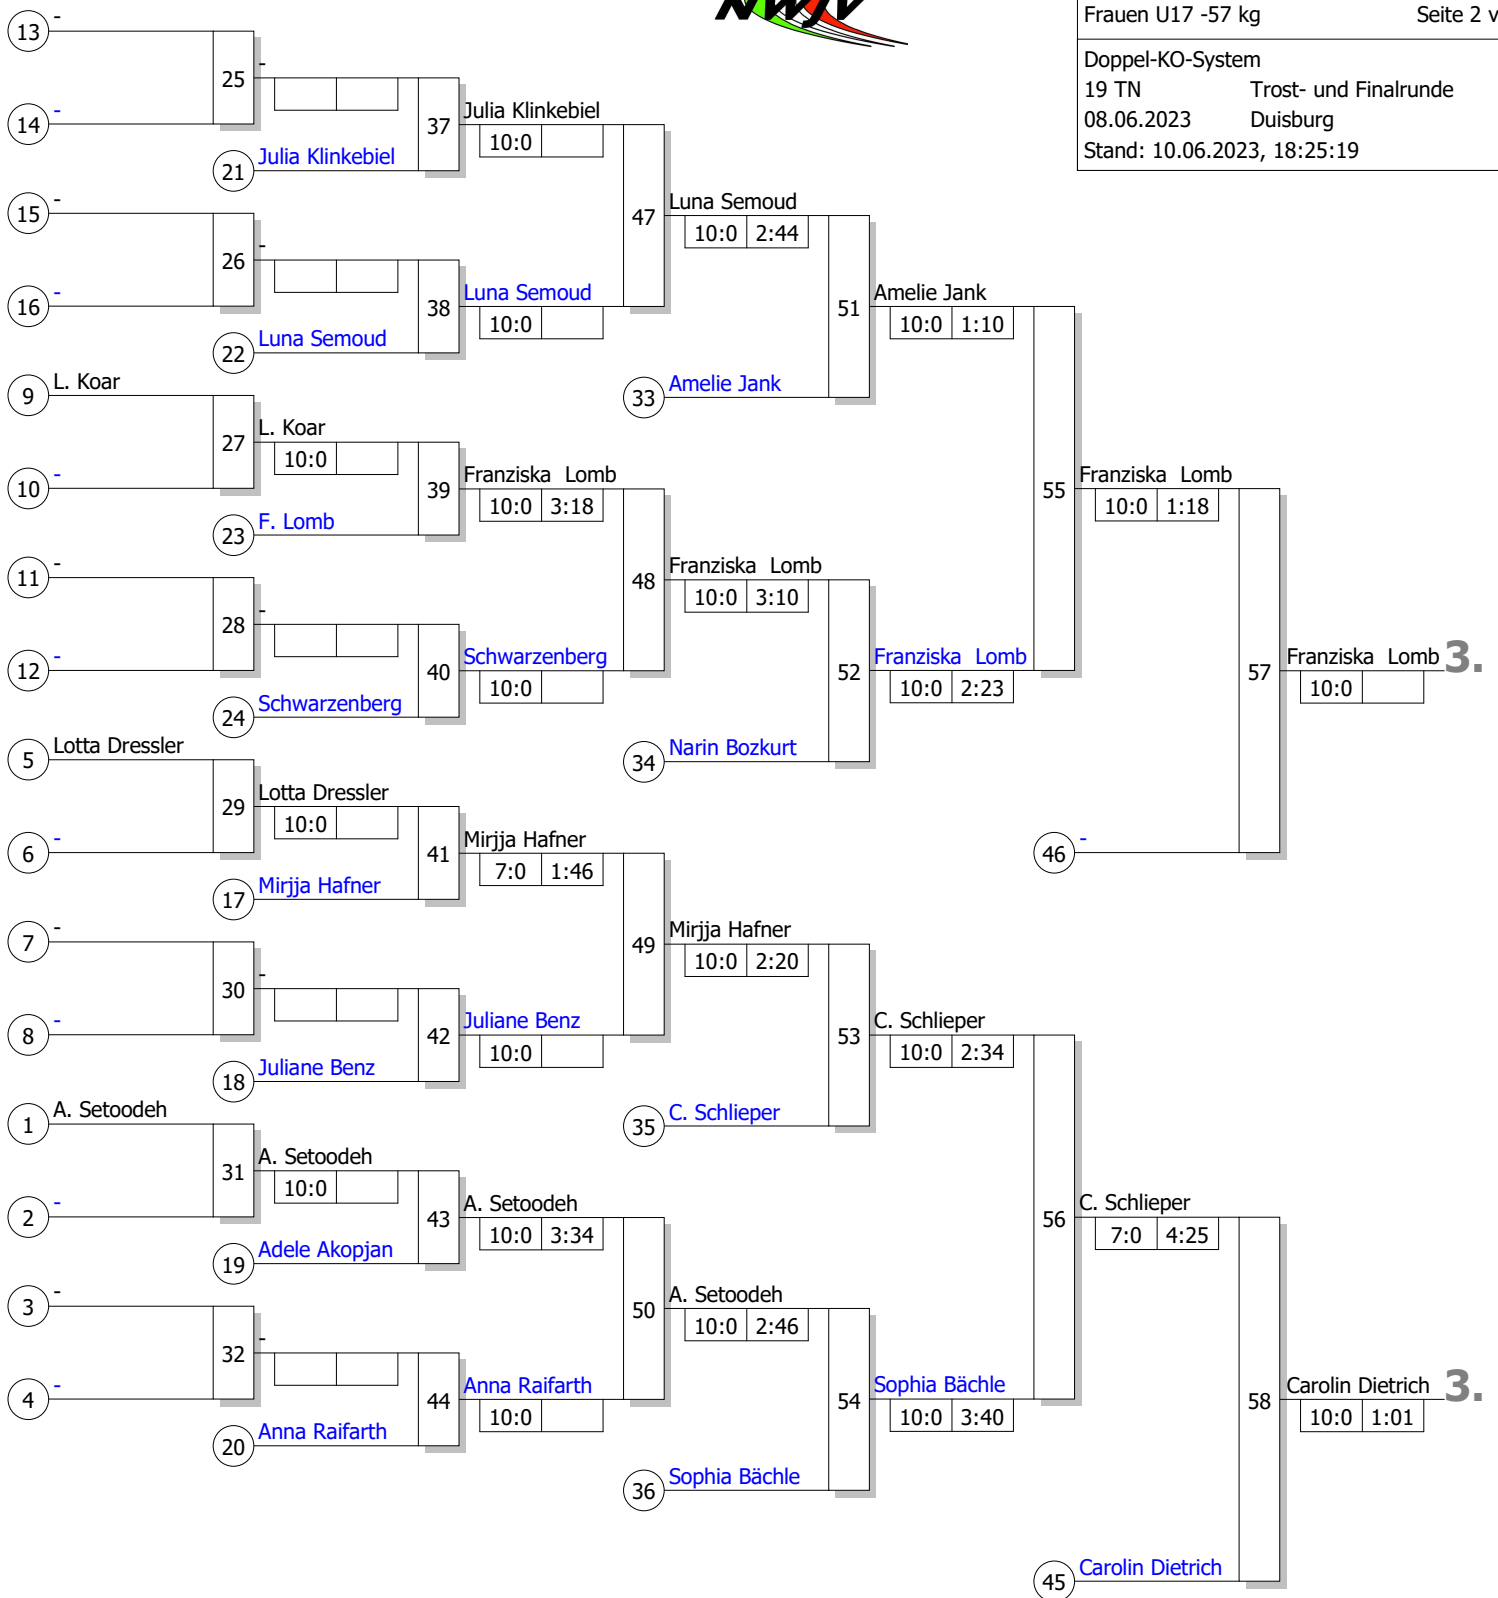 NWJV
Frauen U17 -57 kg Seite 2 v
Doppel-KO-System
19 TN Trost- und Finalrunde
08.06.2023 Duisburg
Stand: 10.06.2023, 18:25:19
13 -
25 -
14 -
37 Julia Klinkebiel
10:0
21 Julia Klinkebiel
15 -
47 Luna Semoud
10:0 2:44
26 -
16 -
38 Luna Semoud
10:0
22 Luna Semoud
51 Amelie Jank
10:0 1:10
33 Amelie Jank
9 L. Koar
27 L. Koar
10:0
10 -
39 Franziska Lomb
10:0 3:18
23 F. Lomb
55 Franziska Lomb
10:0 1:18
11 -
48 Franziska Lomb
10:0 3:10
28 -
12 -
40 Schwarzenberg
10:0
24 Schwarzenberg
52 Franziska Lomb
10:0 2:23
34 Narin Bozkurt
57 Franziska Lomb 3.
10:0
46 -
5 Lotta Dressler
29 Lotta Dressler
10:0
6 -
41 Mirjja Hafner
7:0 1:46
17 Mirjja Hafner
7 -
49 Mirjja Hafner
10:0 2:20
30 -
8 -
42 Juliane Benz
10:0
18 Juliane Benz
53 C. Schlieper
10:0 2:34
35 C. Schlieper
1 A. Setoodeh
31 A. Setoodeh
10:0
2 -
43 A. Setoodeh
10:0 3:34
19 Adele Akopjan
56 C. Schlieper
7:0 4:25
3 -
50 A. Setoodeh
10:0 2:46
32 -
4 -
44 Anna Raifarth
10:0
20 Anna Raifarth
54 Sophia Bächle
10:0 3:40
36 Sophia Bächle
58 Carolin Dietrich 3.
10:0 1:01
45 Carolin Dietrich